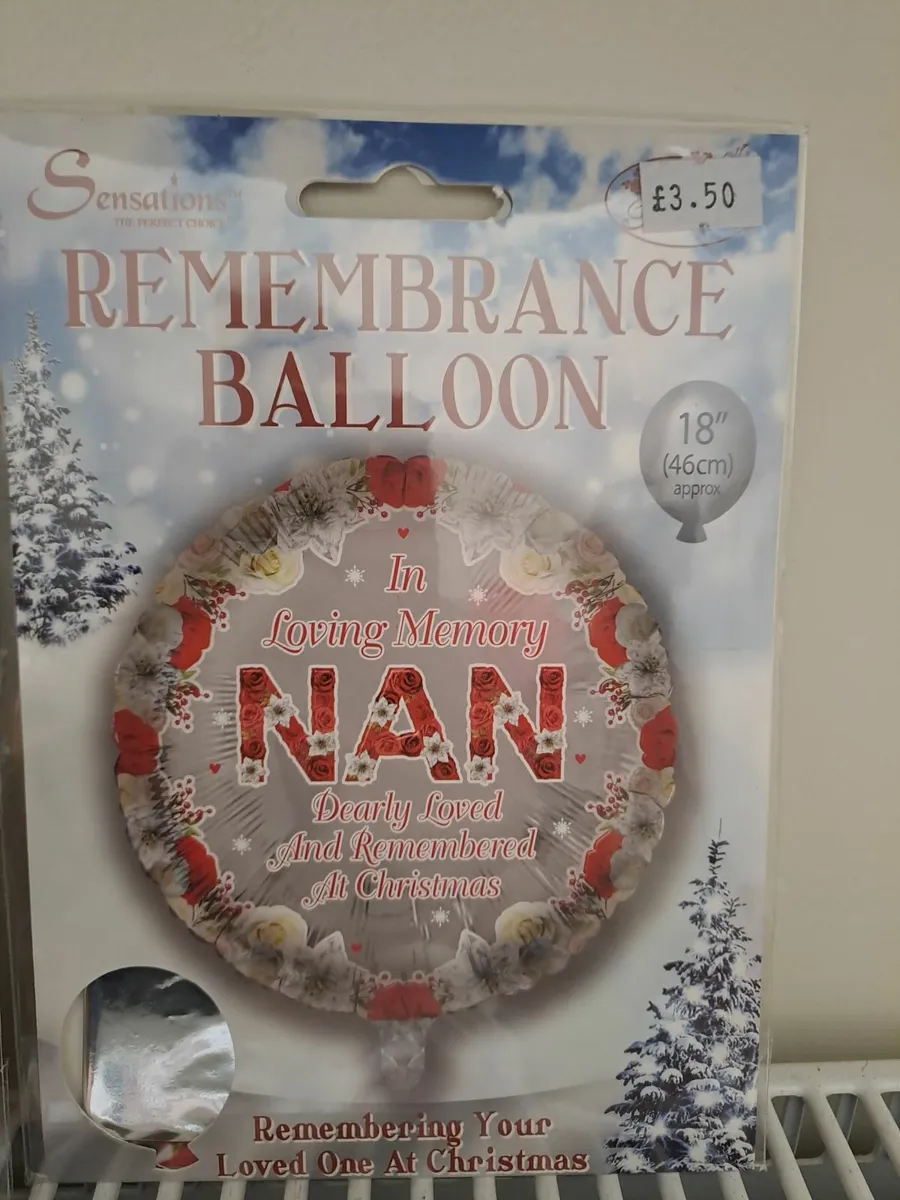 Sensations™
THE PERFECT CHOICE
£3.50
REMEMBRANCE
BALLOON
18"
(46cm)
approx
In
Loving Memory
NAN
Dearly Loved
And Remembered
At Christmas
Remembering Your
Loved One At Christmas